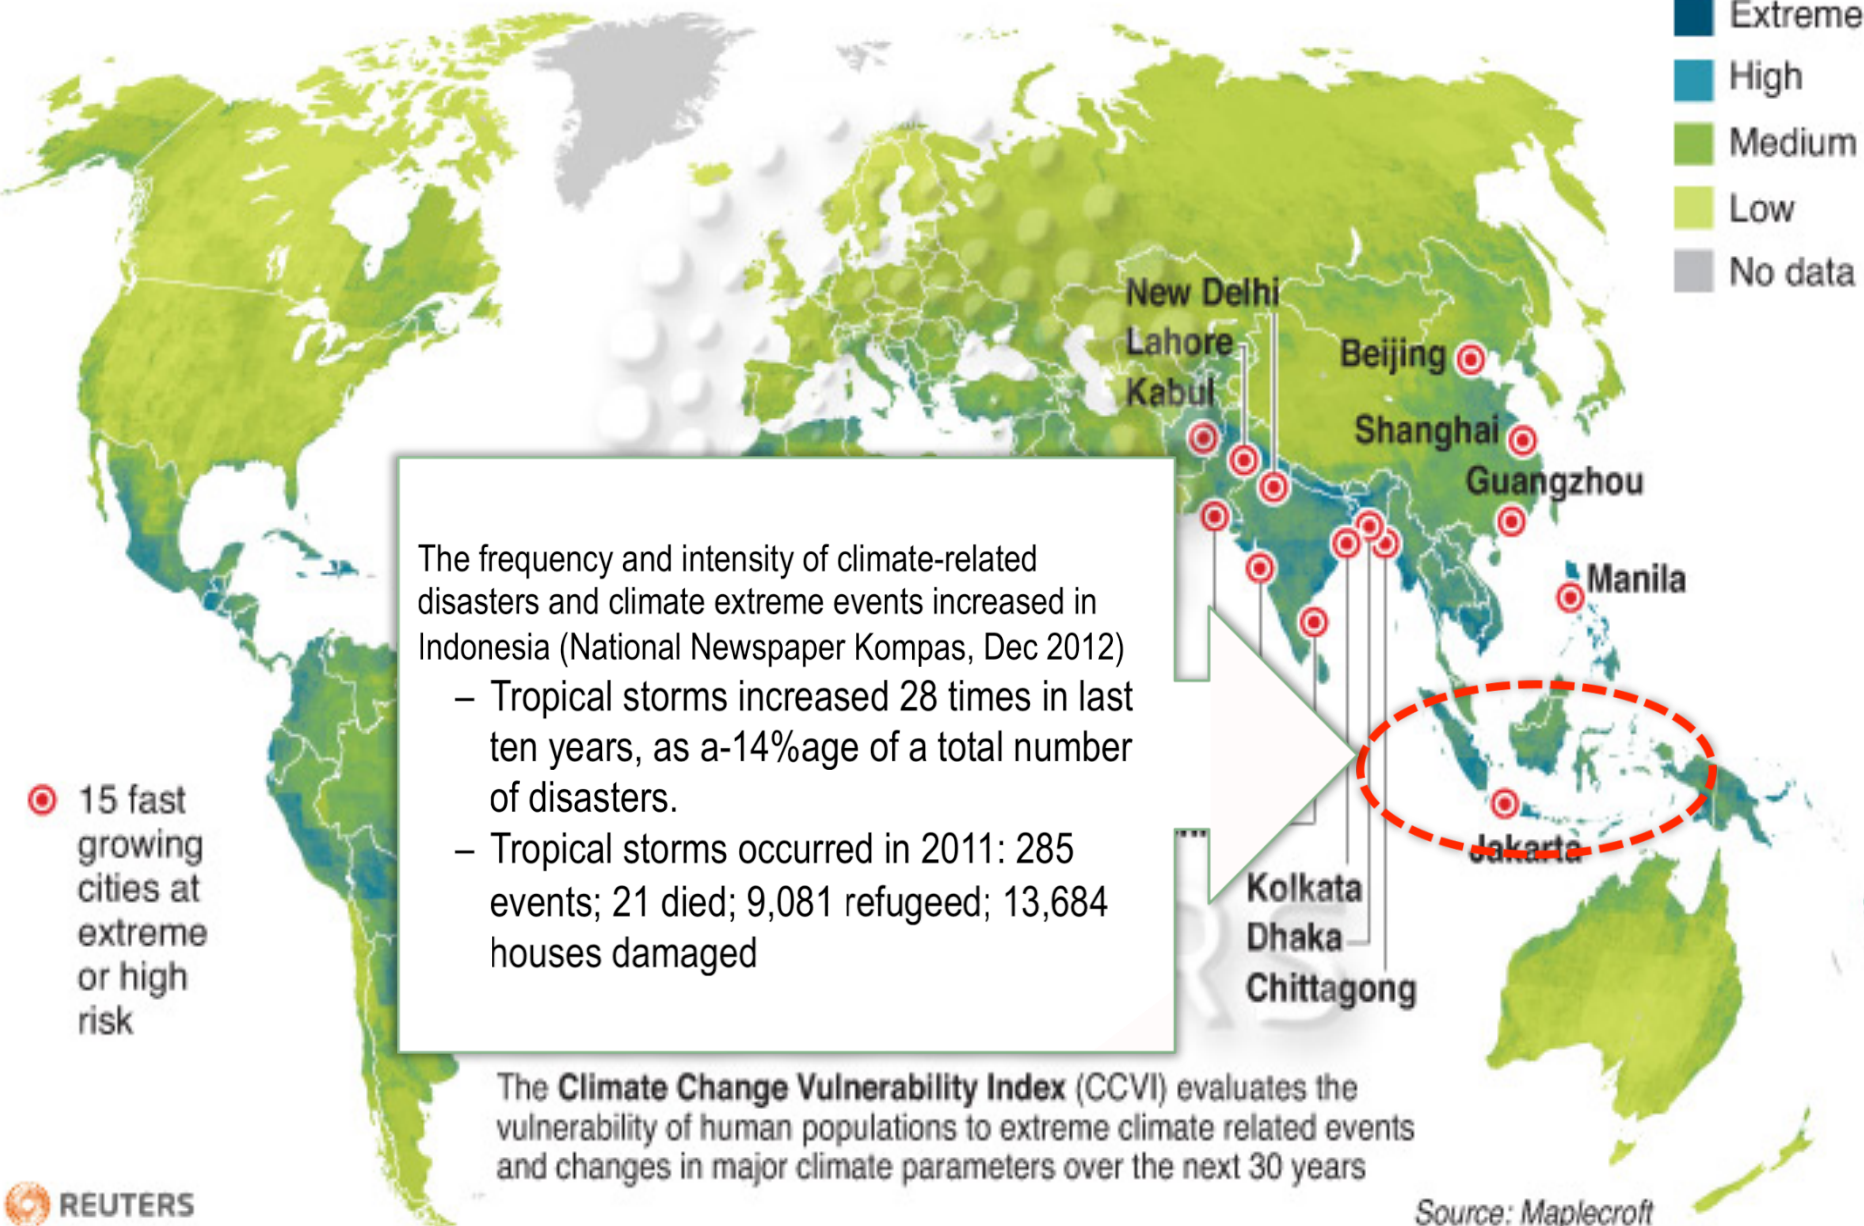 Extreme
High
Medium
Low
No data
New Delhi
Lahore
Kabul
Beijing
Shanghai
Guangzhou
Manila
Jakarta
Kolkata
Dhaka
Chittagong
The frequency and intensity of climate-related
disasters and climate extreme events increased in
Indonesia (National Newspaper Kompas, Dec 2012)
– Tropical storms increased 28 times in last
ten years, as a-14%age of a total number
of disasters.
– Tropical storms occurred in 2011: 285
events; 21 died; 9,081 refugeed; 13,684
houses damaged
15 fast
growing
cities at
extreme
or high
risk
The Climate Change Vulnerability Index (CCVI) evaluates the
vulnerability of human populations to extreme climate related events
and changes in major climate parameters over the next 30 years
REUTERS
Source: Maplecroft